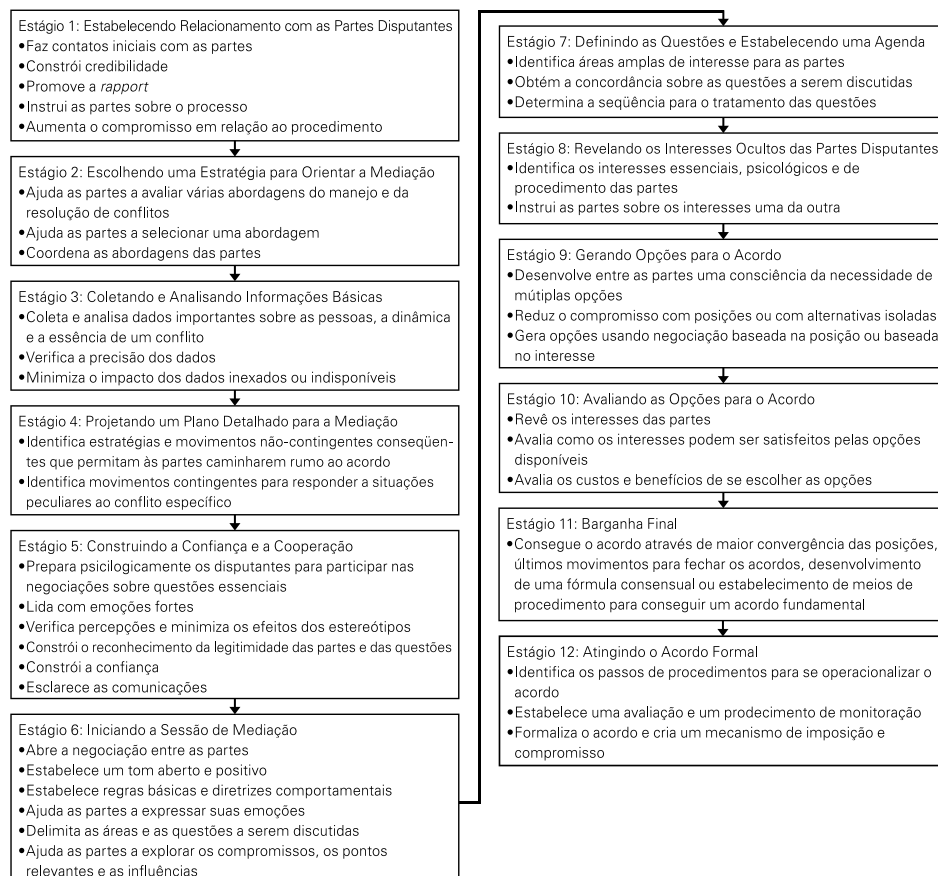 Estágio 1: Estabelecendo Relacionamento com as Partes Disputantes
•Faz contatos iniciais com as partes
•Constrói credibilidade
•Promove a rapport
•Instrui as partes sobre o processo
•Aumenta o compromisso em relação ao procedimento
Estágio 2: Escolhendo uma Estratégia para Orientar a Mediação
•Ajuda as partes a avaliar várias abordagens do manejo e da
resolução de conflitos
•Ajuda as partes a selecionar uma abordagem
•Coordena as abordagens das partes
Estágio 3: Coletando e Analisando Informações Básicas
•Coleta e analisa dados importantes sobre as pessoas, a dinâmica
e a essência de um conflito
•Verifica a precisão dos dados
•Minimiza o impacto dos dados inexados ou indisponíveis
Estágio 4: Projetando um Plano Detalhado para a Mediação
•Identifica estratégias e movimentos não-contingentes conseqüen-
tes que permitam às partes caminharem rumo ao acordo
•Identifica movimentos contingentes para responder a situações
peculiares ao conflito específico
Estágio 5: Construindo a Confiança e a Cooperação
•Prepara psicilogicamente os disputantes para participar nas
negociações sobre questões essenciais
•Lida com emoções fortes
•Verifica percepções e minimiza os efeitos dos estereótipos
•Constrói o reconhecimento da legitimidade das partes e das questões
•Constrói a confiança
•Esclarece as comunicações
Estágio 6: Iniciando a Sessão de Mediação
•Abre a negociação entre as partes
•Estabelece um tom aberto e positivo
•Estabelece regras básicas e diretrizes comportamentais
•Ajuda as partes a expressar suas emoções
•Delimita as áreas e as questões a serem discutidas
•Ajuda as partes a explorar os compromissos, os pontos
relevantes e as influências
Estágio 7: Definindo as Questões e Estabelecendo uma Agenda
•Identifica áreas amplas de interesse para as partes
•Obtém a concordância sobre as questões a serem discutidas
•Determina a seqüência para o tratamento das questões
Estágio 8: Revelando os Interesses Ocultos das Partes Disputantes
•Identifica os interesses essenciais, psicológicos e de
procedimento das partes
•Instrui as partes sobre os interesses uma da outra
Estágio 9: Gerando Opções para o Acordo
•Desenvolve entre as partes uma consciência da necessidade de
mútiplas opções
•Reduz o compromisso com posições ou com alternativas isoladas
•Gera opções usando negociação baseada na posição ou baseada
no interesse
Estágio 10: Avaliando as Opções para o Acordo
•Revê os interesses das partes
•Avalia como os interesses podem ser satisfeitos pelas opções
disponíveis
•Avalia os custos e benefícios de se escolher as opções
Estágio 11: Barganha Final
•Consegue o acordo através de maior convergência das posições,
últimos movimentos para fechar os acordos, desenvolvimento
de uma fórmula consensual ou estabelecimento de meios de
procedimento para conseguir um acordo fundamental
Estágio 12: Atingindo o Acordo Formal
•Identifica os passos de procedimentos para se operacionalizar o
acordo
•Estabelece uma avaliação e um prodecimento de monitoração
•Formaliza o acordo e cria um mecanismo de imposição e
compromisso